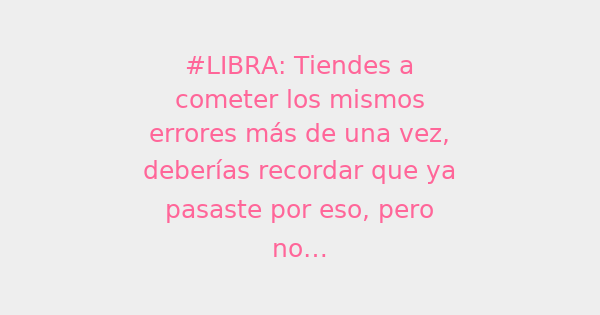 #LIBRA: Tiendes a
cometer los mismos
errores más de una vez,
deberías recordar que ya
pasaste por eso, pero
no…